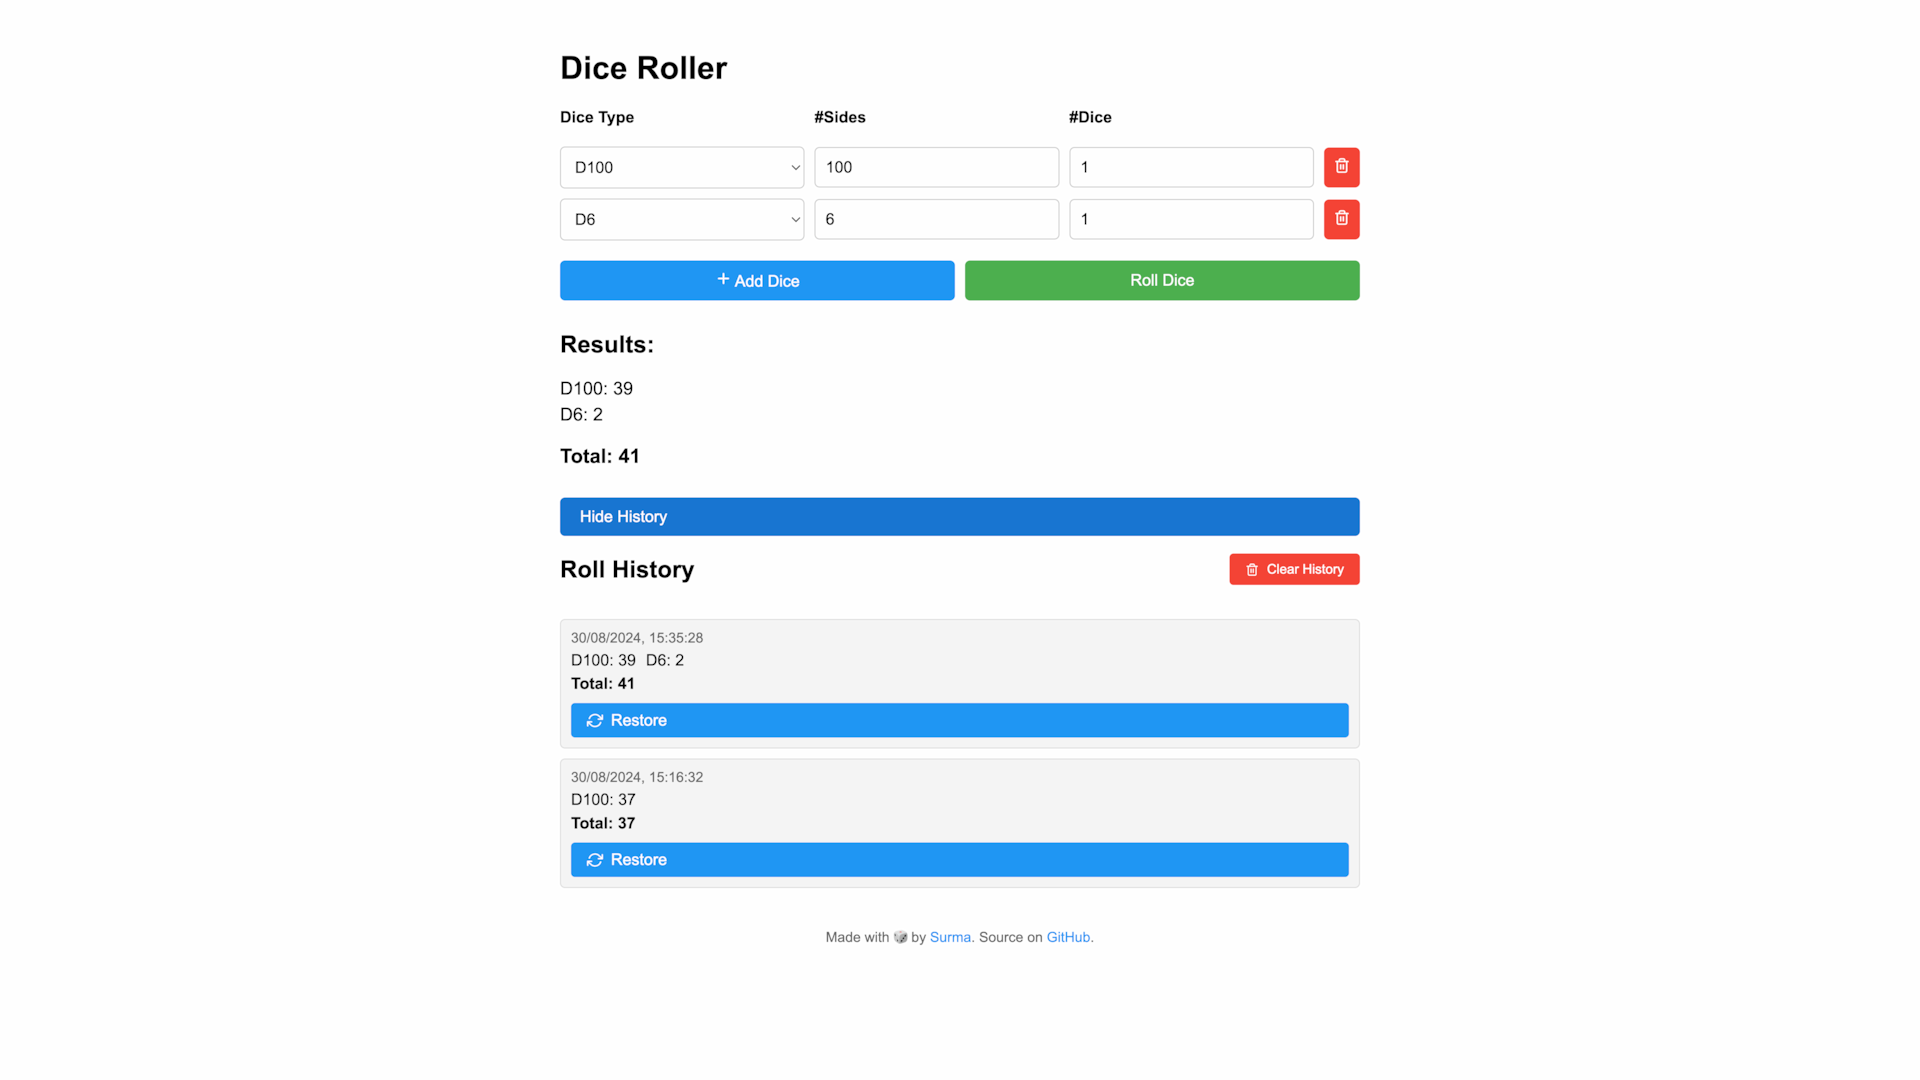 Dice Roller
Dice Type #Sides #Dice
D100 100 1
D6 6 1
+ Add Dice Roll Dice
Results:
D100: 39
D6: 2
Total: 41
Hide History
Roll History Clear History
30/08/2024, 15:35:28
D100: 39 D6: 2
Total: 41
Restore
30/08/2024, 15:16:32
D100: 37
Total: 37
Restore
Made with 🎲 by Surma. Source on GitHub.